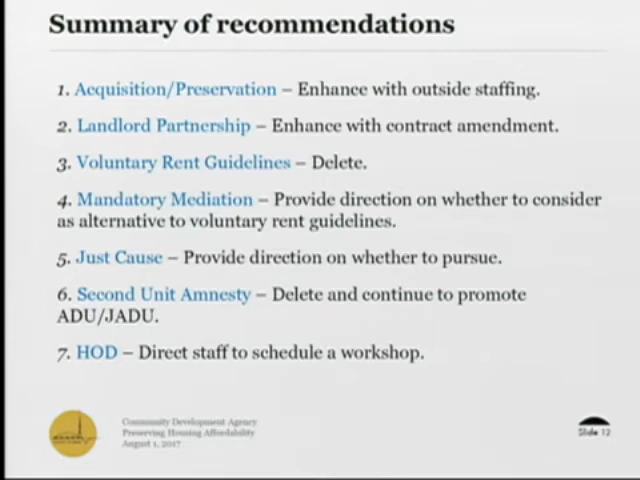 Summary of recommendations
1. Acquisition/Preservation – Enhance with outside staffing.
2. Landlord Partnership – Enhance with contract amendment.
3. Voluntary Rent Guidelines – Delete.
4. Mandatory Mediation – Provide direction on whether to consider
as alternative to voluntary rent guidelines.
5. Just Cause – Provide direction on whether to pursue.
6. Second Unit Amnesty – Delete and continue to promote
ADU/JADU.
7. HOD – Direct staff to schedule a workshop.
Community Development Agency
Preserving Housing Affordability
August 1, 2017
Slide 12